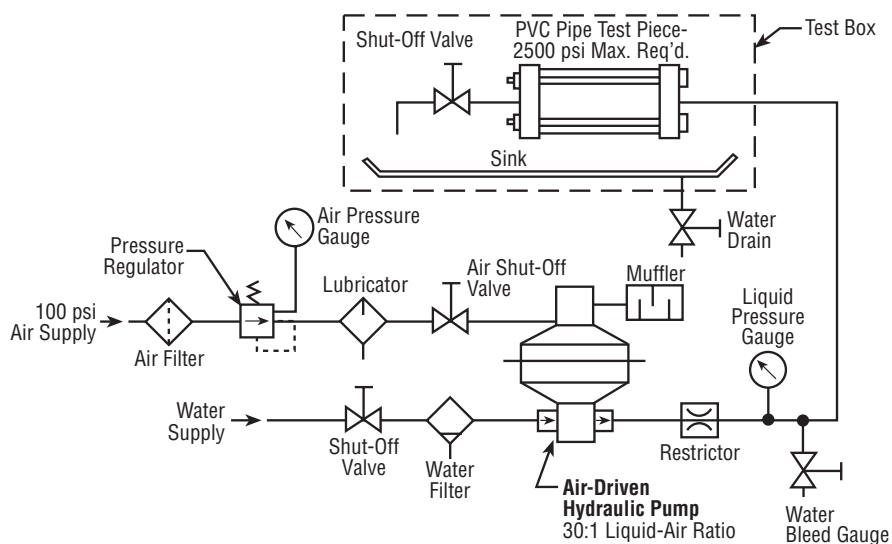 Shut-Off Valve
PVC Pipe Test Piece-
2500 psi Max. Req'd.
Test Box
Sink
Water
Drain
Air Pressure
Gauge
Pressure
Regulator
Lubricator
Air Shut-Off
Valve
Muffler
Liquid
Pressure
Gauge
100 psi
Air Supply
Air Filter
Water
Supply
Shut-Off
Valve
Water
Filter
Restrictor
Air-Driven
Hydraulic Pump
30:1 Liquid-Air Ratio
Water
Bleed Gauge